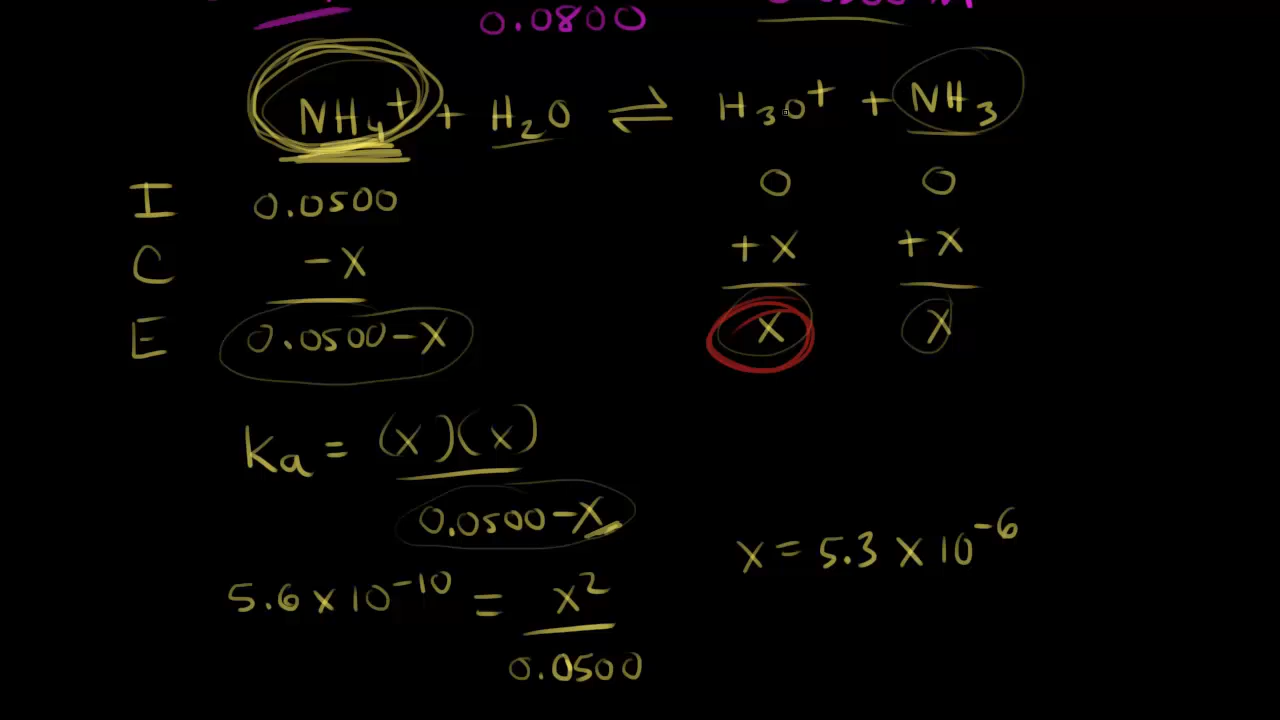 0.0800
NH₄⁺ + H₂O ⇌ H₃O⁺ + NH₃
I 0.0500 0 0
C -X +X +X
E 0.0500-X X X
Ka = (x)(x)
0.0500-X
x = 5.3 x 10⁻⁶
5.6 x 10⁻¹⁰ = x²
0.0500